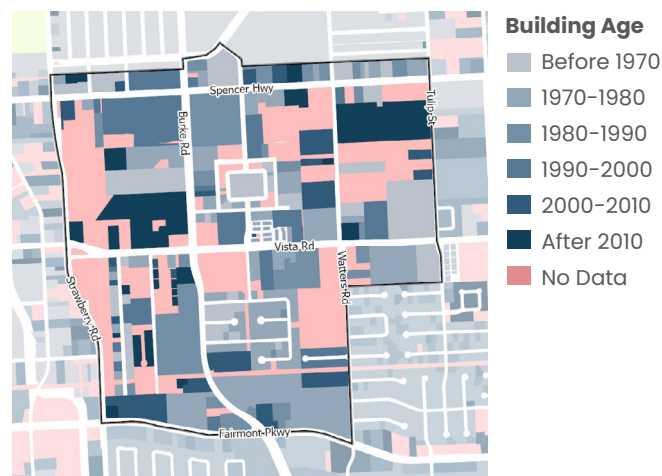 Building Age
Before 1970
1970-1980
1980-1990
1990-2000
2000-2010
After 2010
No Data
Spencer Hwy
Tulip St
Burke Rd
Vista Rd
Watters Rd
Strawberry Rd
Fairmont Pkwy